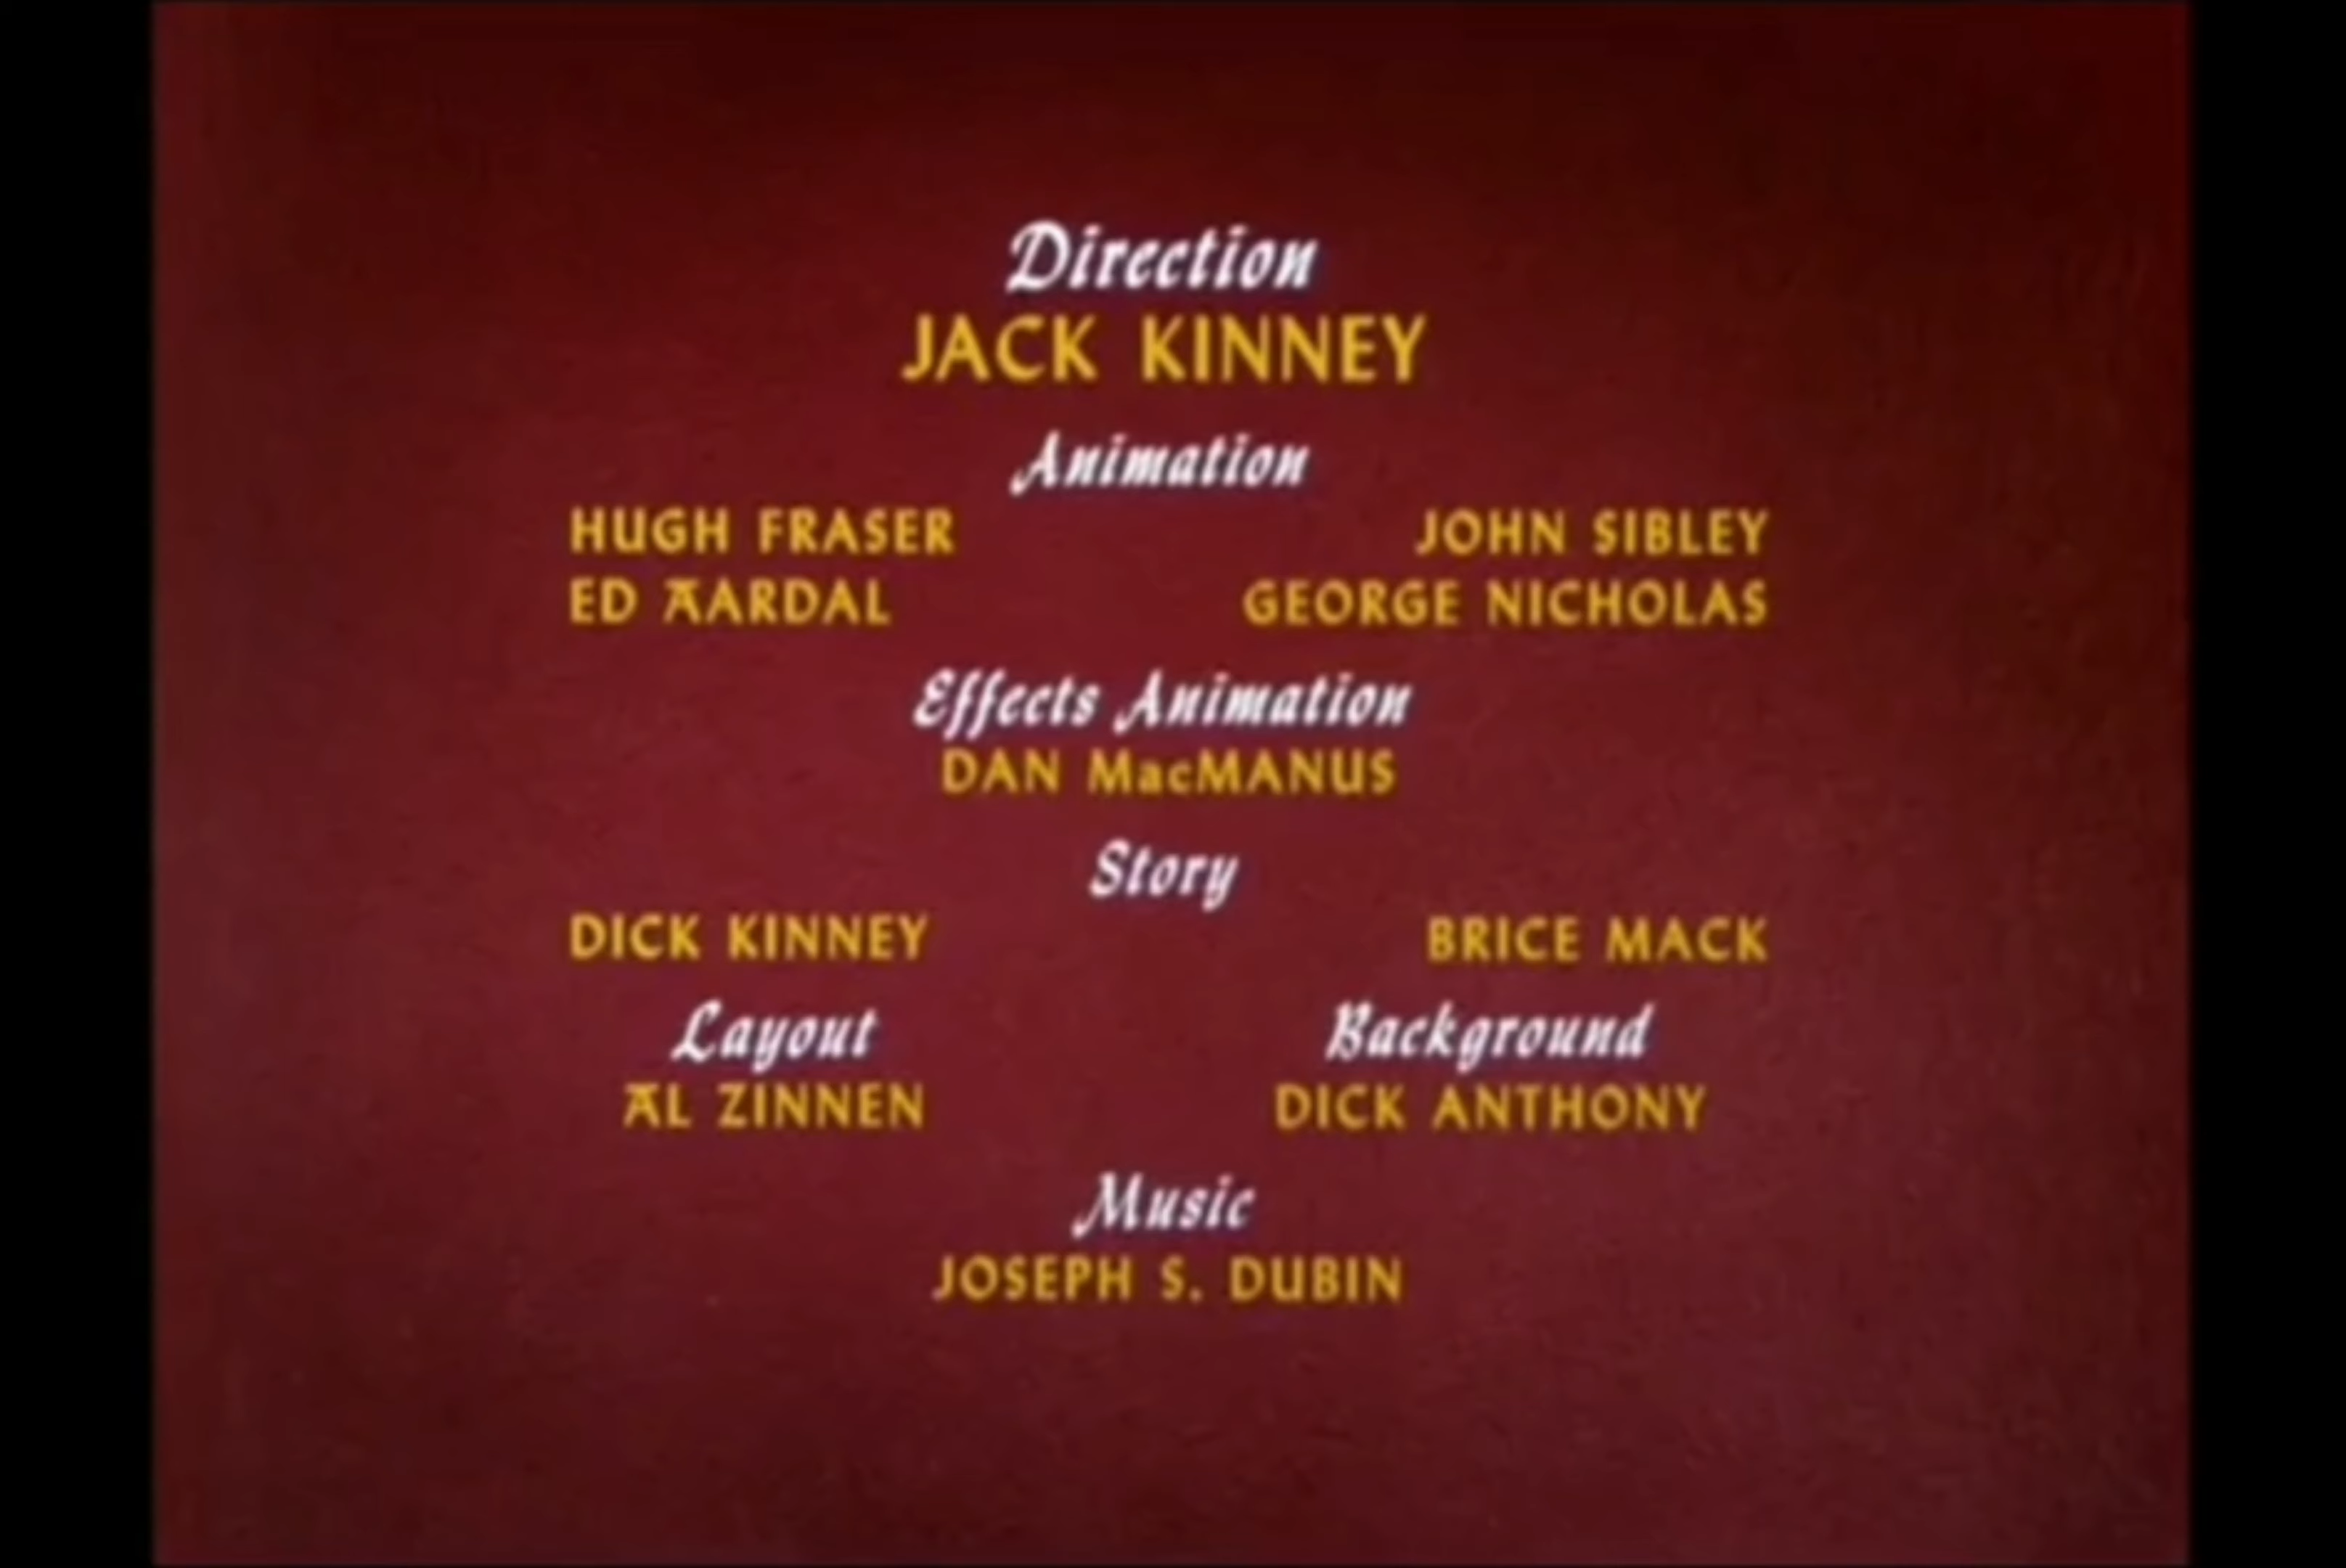 Direction
JACK KINNEY
Animation
HUGH FRASER JOHN SIBLEY
ED AARDAL GEORGE NICHOLAS
Effects Animation
DAN MacMANUS
Story
DICK KINNEY BRICE MACK
Layout Background
AL ZINNEN DICK ANTHONY
Music
JOSEPH S. DUBIN